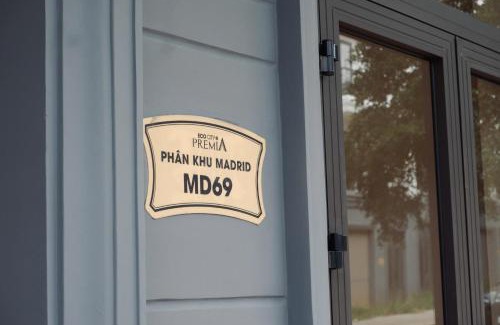 ECO CITY
PREMIA
PHÂN KHU MADRID
MD69